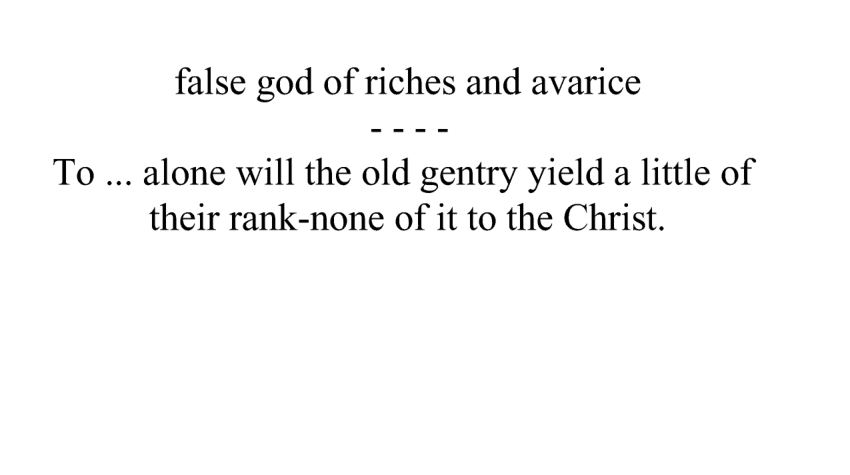 false god of riches and avarice
- - - -
To ... alone will the old gentry yield a little of
their rank-none of it to the Christ.